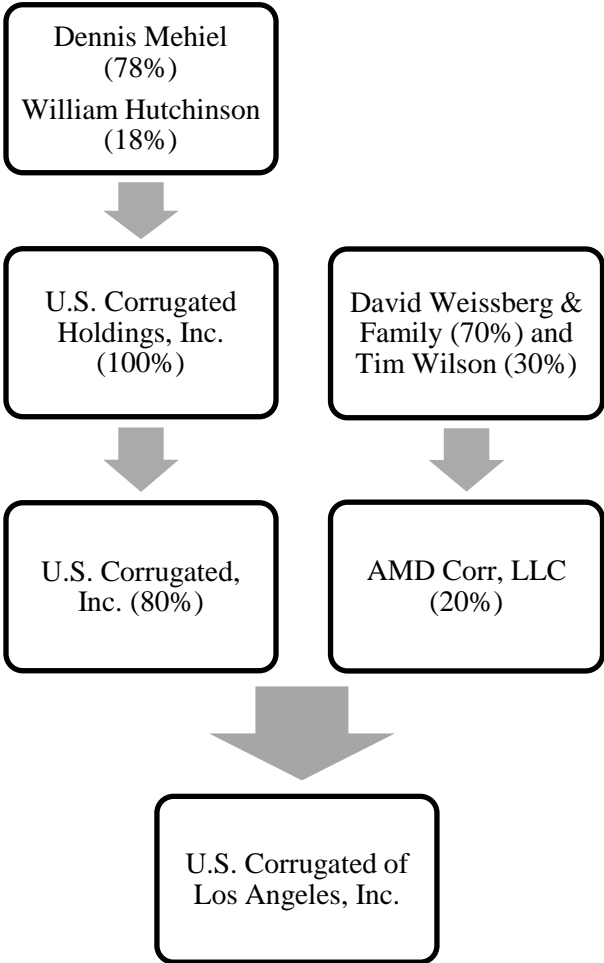 Dennis Mehiel
(78%)
William Hutchinson
(18%)
U.S. Corrugated
Holdings, Inc.
(100%)
David Weissberg &
Family (70%) and
Tim Wilson (30%)
U.S. Corrugated,
Inc. (80%)
AMD Corr, LLC
(20%)
U.S. Corrugated of
Los Angeles, Inc.